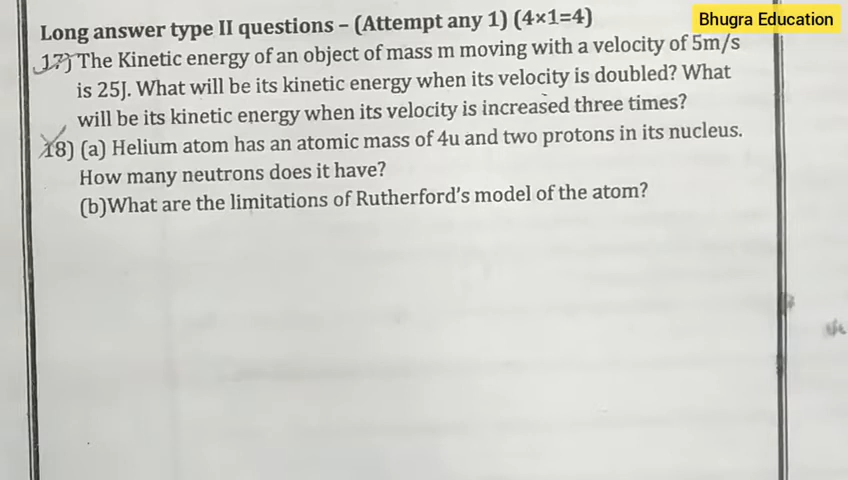 Bhugra Education
Long answer type II questions – (Attempt any 1) (4×1=4)
17) The Kinetic energy of an object of mass m moving with a velocity of 5m/s
is 25J. What will be its kinetic energy when its velocity is doubled? What
will be its kinetic energy when its velocity is increased three times?
18) (a) Helium atom has an atomic mass of 4u and two protons in its nucleus.
How many neutrons does it have?
(b)What are the limitations of Rutherford's model of the atom?